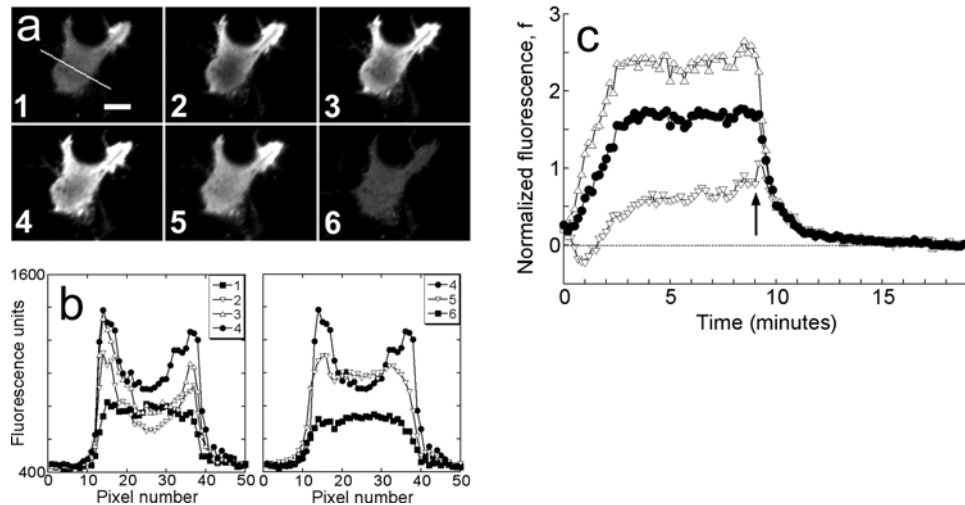 a
1 2 3
4 5 6
b
1600
400
Fluorescence units
1
2
3
4
0 10 20 30 40 50
Pixel number
4
5
6
0 10 20 30 40 50
Pixel number
c
3
2
1
0
Normalized fluorescence, f
0 5 10 15
Time (minutes)